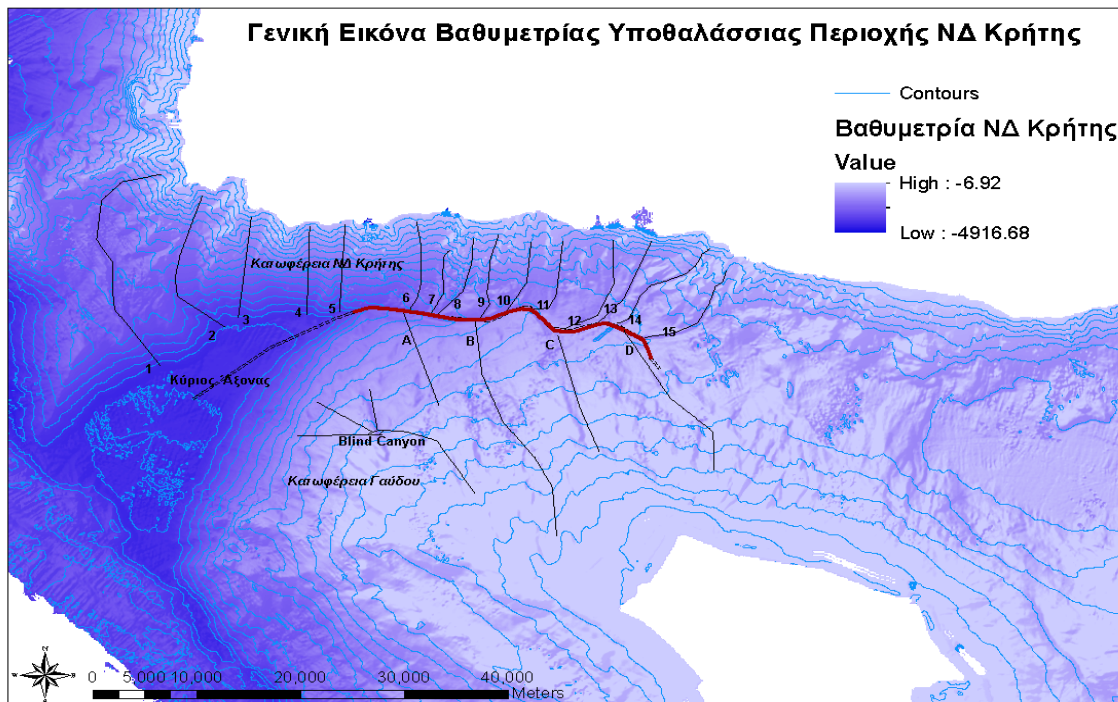 Γενική Εικόνα Βαθυμετρίας Υποθαλάσσιας Περιοχής ΝΔ Κρήτης
Contours
Βαθυμετρία ΝΔ Κρήτης
Value
High : -6.92
Low : -4916.68
Κατωφέρεια ΝΔ Κρήτης
1
2
3
4
5
6
7
8
9
10
11
12
13
14
15
A
B
C
D
Κύριος Άξονας
Blind Canyon
Κατωφέρεια Γαύδου
N
0 5,000 10,000 20,000 30,000 40,000
Meters